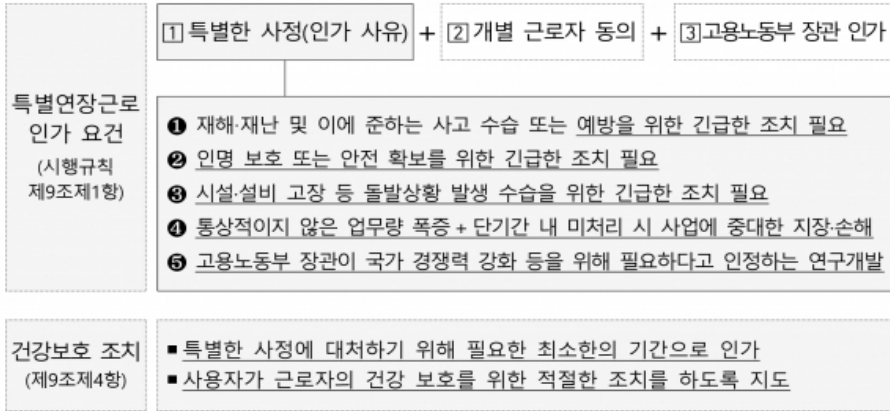 1 특별한 사정(인가 사유) + 2 개별 근로자 동의 + 3 고용노동부 장관 인가
특별연장근로
인가 요건
(시행규칙
제9조제1항)
❶ 재해·재난 및 이에 준하는 사고 수습 또는 예방을 위한 긴급한 조치 필요
❷ 인명 보호 또는 안전 확보를 위한 긴급한 조치 필요
❸ 시설·설비 고장 등 돌발상황 발생 수습을 위한 긴급한 조치 필요
❹ 통상적이지 않은 업무량 폭증 + 단기간 내 미처리 시 사업에 중대한 지장·손해
❺ 고용노동부 장관이 국가 경쟁력 강화 등을 위해 필요하다고 인정하는 연구개발
건강보호 조치
(제9조제4항)
▪ 특별한 사정에 대처하기 위해 필요한 최소한의 기간으로 인가
▪ 사용자가 근로자의 건강 보호를 위한 적절한 조치를 하도록 지도